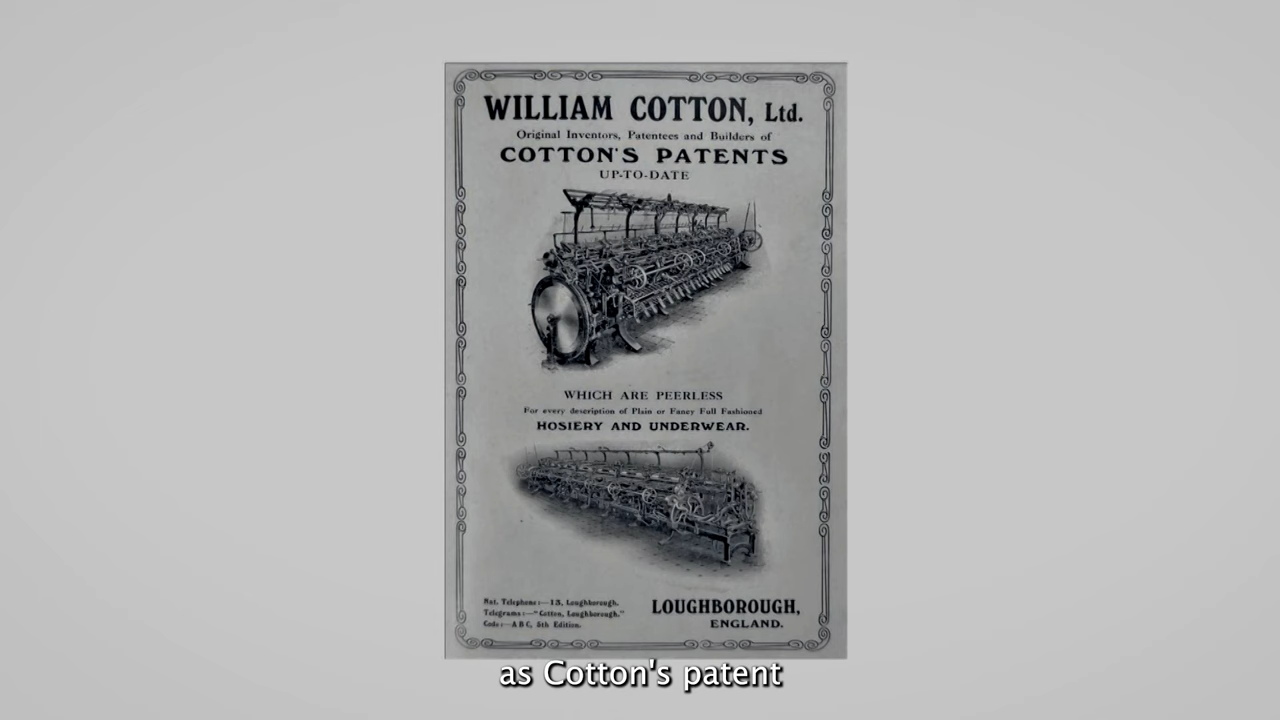 WILLIAM COTTON, Ltd.
Original Inventors, Patentees and Builders of
COTTON'S PATENTS
UP-TO-DATE
WHICH ARE PEERLESS
For every description of Plain or Fancy Full Fashioned
HOSIERY AND UNDERWEAR.
Nat. Telephone:—13, Loughborough.
Telegrams:—"Cotton, Loughborough."
Code:—A B C, 5th Edition.
LOUGHBOROUGH,
ENGLAND.
as Cotton's patent